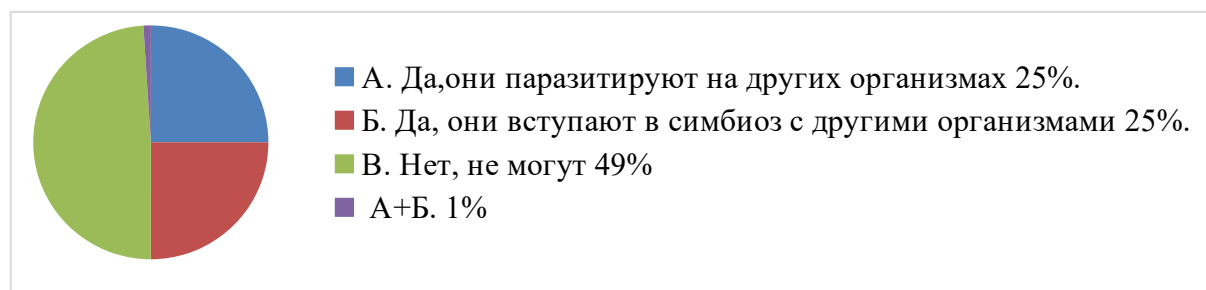 А. Да,они паразитируют на других организмах 25%.
Б. Да, они вступают в симбиоз с другими организмами 25%.
В. Нет, не могут 49%
А+Б. 1%